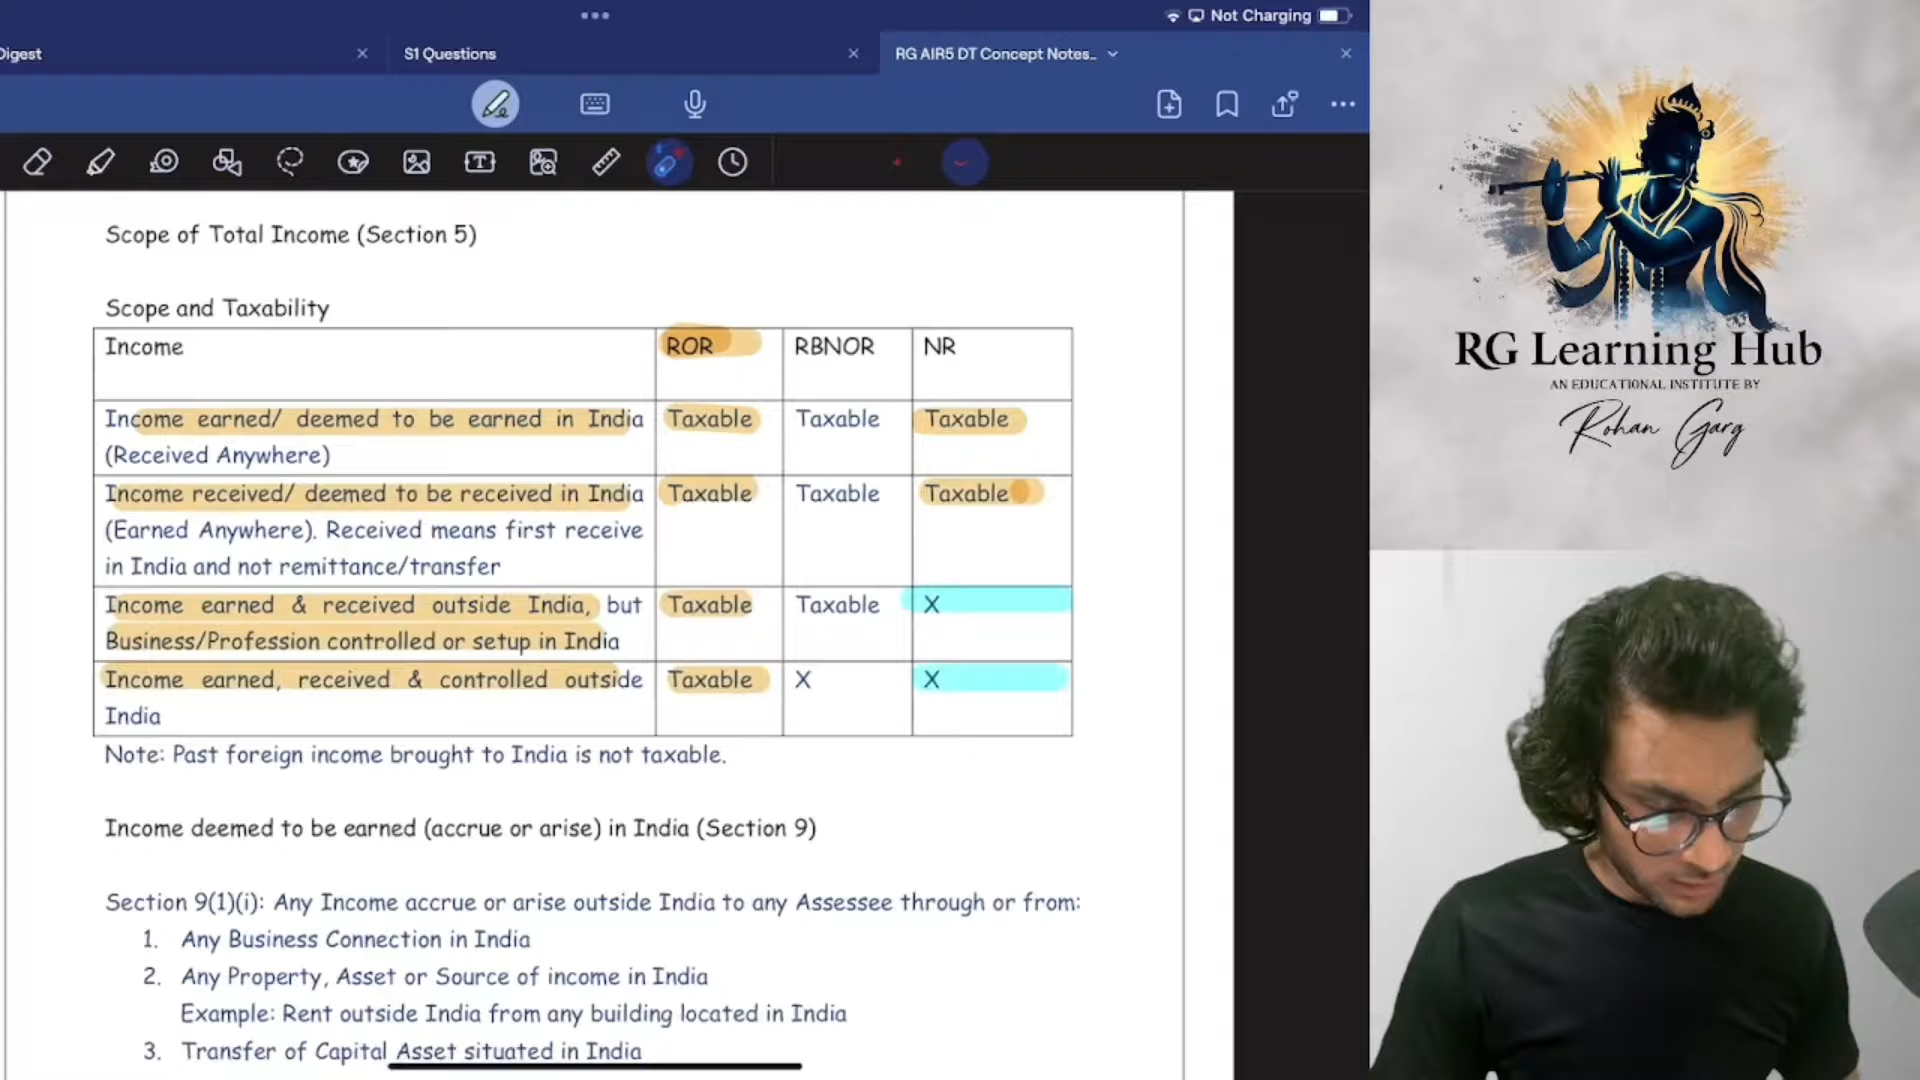 Not Charging
Digest
S1 Questions
RG AIR5 DT Concept Notes_
Scope of Total Income (Section 5)
Scope and Taxability
Income ROR RBNOR NR
Income earned/ deemed to be earned in India Taxable Taxable Taxable
(Received Anywhere)
Income received/ deemed to be received in India Taxable Taxable Taxable
(Earned Anywhere). Received means first receive
in India and not remittance/transfer
Income earned & received outside India, but Taxable Taxable X
Business/Profession controlled or setup in India
Income earned, received & controlled outside Taxable X X
India
Note: Past foreign income brought to India is not taxable.
Income deemed to be earned (accrue or arise) in India (Section 9)
Section 9(1)(i): Any Income accrue or arise outside India to any Assessee through or from:
1. Any Business Connection in India
2. Any Property, Asset or Source of income in India
Example: Rent outside India from any building located in India
3. Transfer of Capital Asset situated in India
RG Learning Hub
AN EDUCATIONAL INSTITUTE BY
Rohan Garg